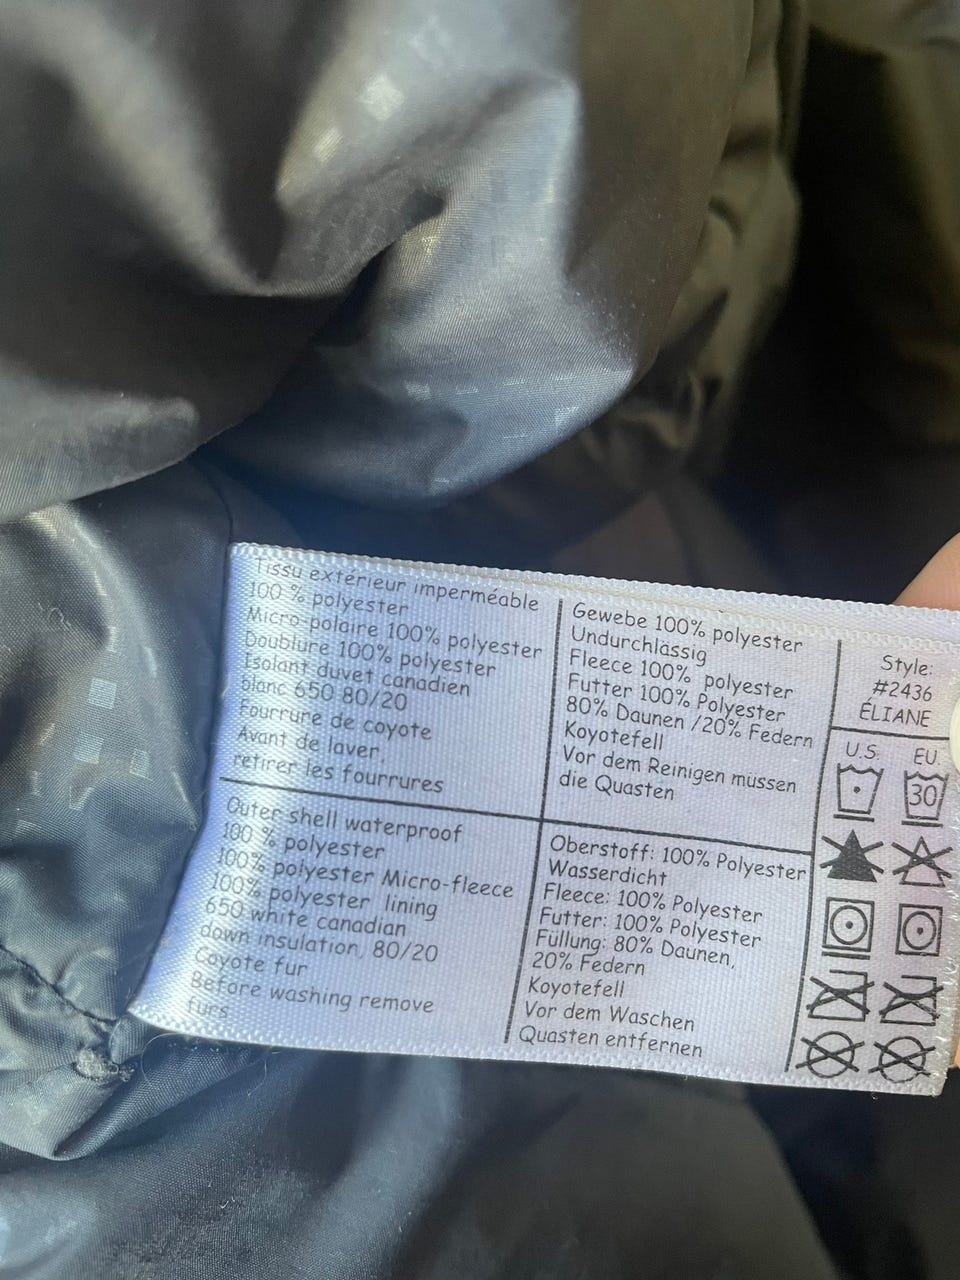 Tissu extérieur imperméable
100 % polyester
Micro-polaire 100% polyester
Doublure 100% polyester
Isolant duvet canadien
blanc 650 80/20
Fourrure de coyote
Avant de laver,
retirer les fourrures
Outer shell waterproof
100 % polyester
100% polyester Micro-fleece
100% polyester lining
650 white canadian
down insulation, 80/20
Coyote fur
Before washing remove
furs
Gewebe 100% polyester
Undurchlässig
Fleece 100% polyester
Futter 100% Polyester
80% Daunen /20% Federn
Koyotefell
Vor dem Reinigen müssen
die Quasten
Oberstoff: 100% Polyester
Wasserdicht
Fleece: 100% Polyester
Futter: 100% Polyester
Füllung: 80% Daunen,
20% Federn
Koyotefell
Vor dem Waschen
Quasten entfernen
Style:
#2436
ÉLIANE
U.S. EU.
30